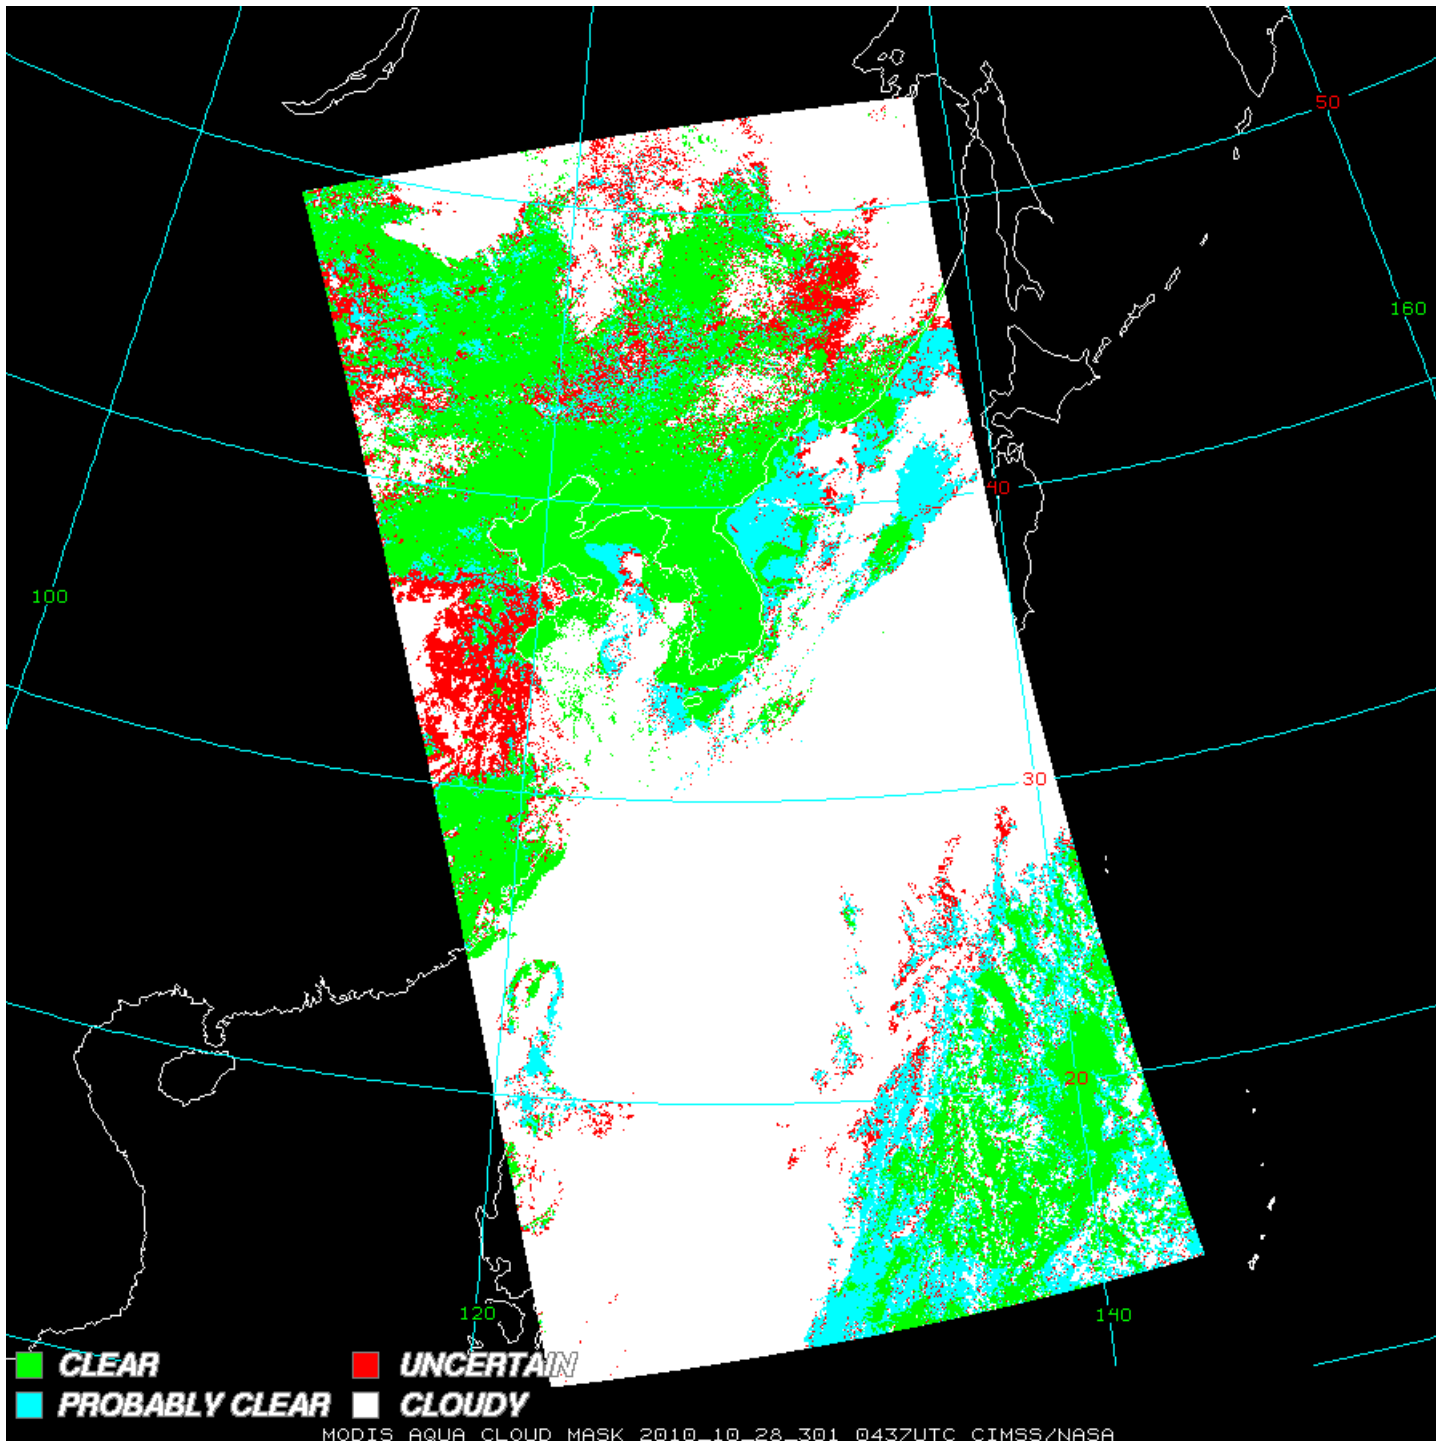 50
160
40
100
30
20
120
140
CLEAR
UNCERTAIN
PROBABLY CLEAR
CLOUDY
MODIS AQUA CLOUD MASK 2010_10_28_301 0437UTC CIMSS/NASA